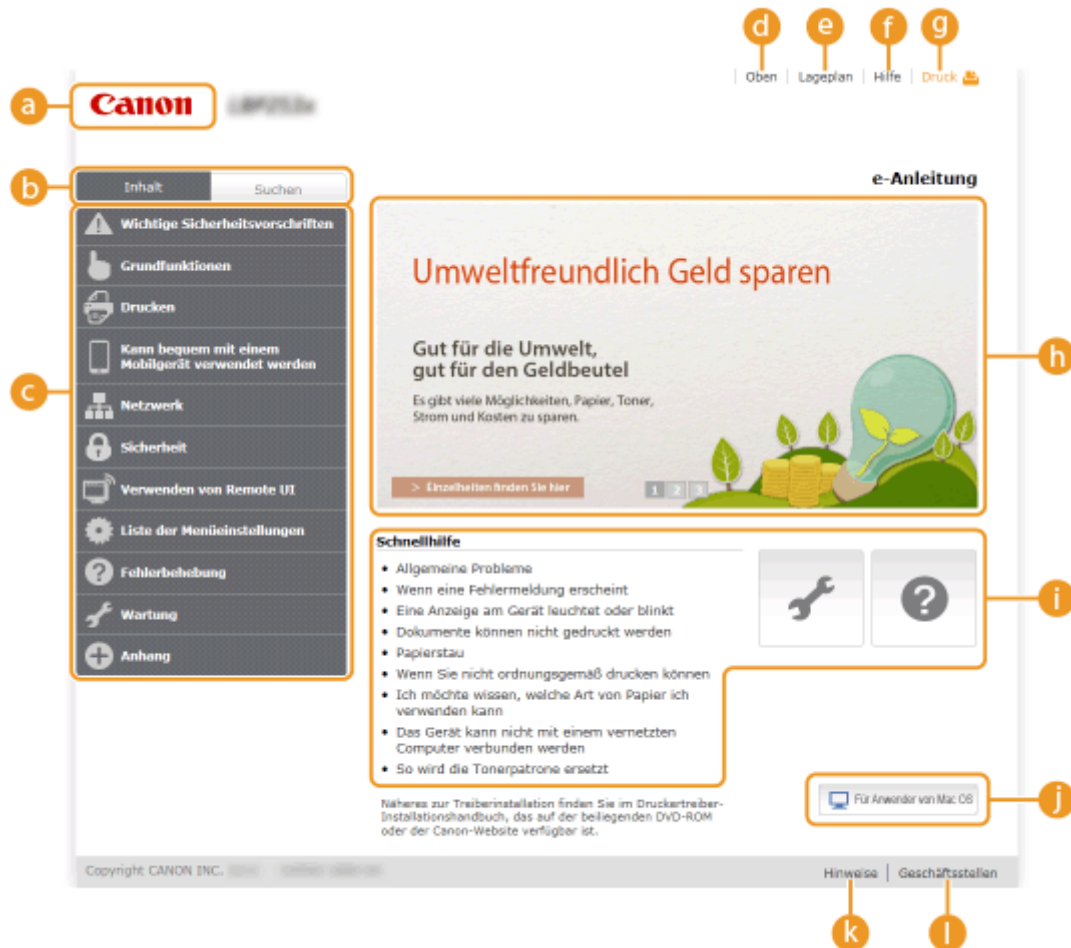 d e f g
Oben Lageplan Hilfe Druck
a Canon
b Inhalt Suchen
e-Anleitung
c
Wichtige Sicherheitsvorschriften
Grundfunktionen
Drucken
Kann bequem mit einem
Mobilgerät verwendet werden
Netzwerk
Sicherheit
Verwenden von Remote UI
Liste der Menüeinstellungen
Fehlerbehebung
Wartung
Anhang
Umweltfreundlich Geld sparen
Gut für die Umwelt,
gut für den Geldbeutel
Es gibt viele Möglichkeiten, Papier, Toner,
Strom und Kosten zu sparen.
> Einzelheiten finden Sie hier
1 2 3
h
Schnellhilfe
• Allgemeine Probleme
• Wenn eine Fehlermeldung erscheint
• Eine Anzeige am Gerät leuchtet oder blinkt
• Dokumente können nicht gedruckt werden
• Papierstau
• Wenn Sie nicht ordnungsgemäß drucken können
• Ich möchte wissen, welche Art von Papier ich
verwenden kann
• Das Gerät kann nicht mit einem vernetzten
Computer verbunden werden
• So wird die Tonerpatrone ersetzt
?
i
Näheres zur Treiberinstallation finden Sie im Druckertreiber-
Installationshandbuch, das auf der beiliegenden DVD-ROM
oder der Canon-Website verfügbar ist.
Für Anwender von Mac OS
j
Copyright CANON INC.
Hinweise Geschäftsstellen
k l